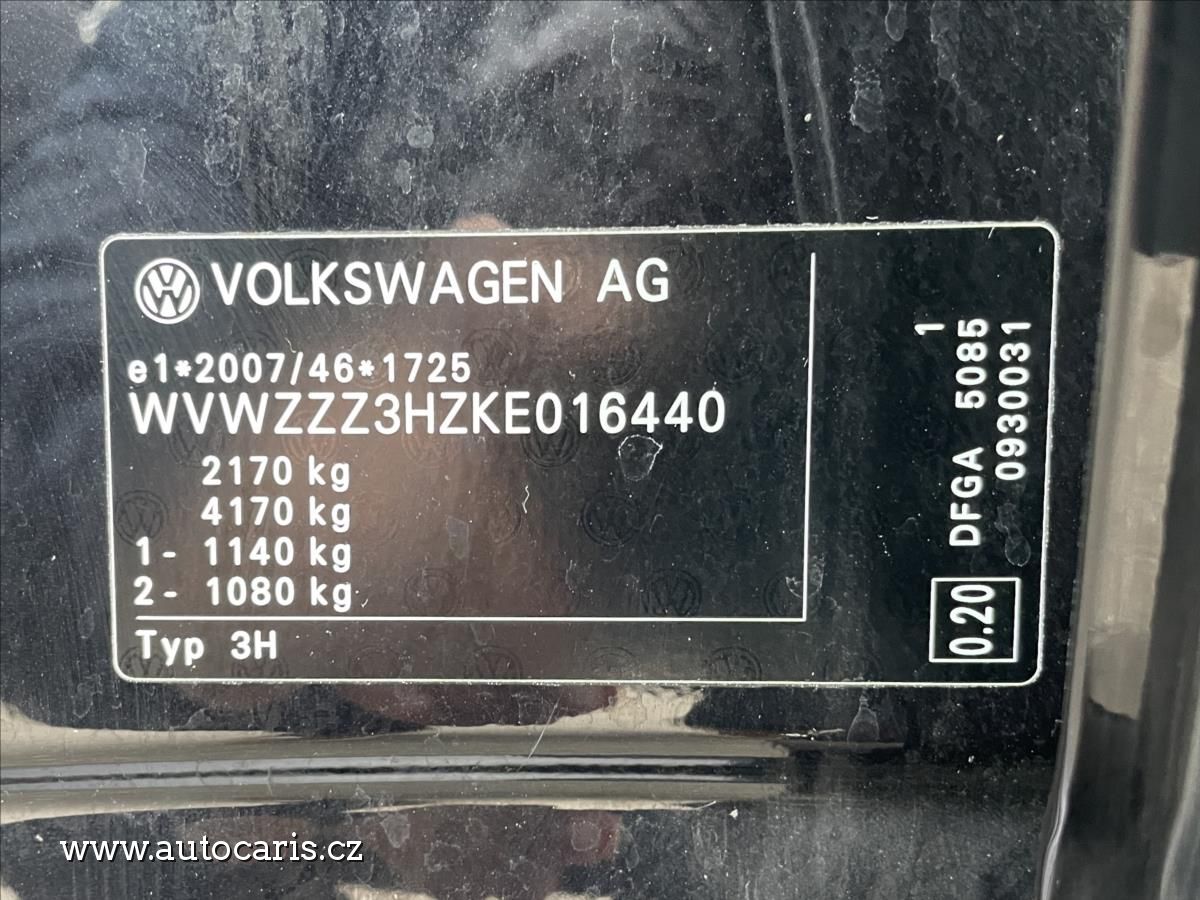 VOLKSWAGEN AG
e1*2007/46*1725
WVWZZZ3HZKE016440
2170 kg
4170 kg
1- 1140 kg
2- 1080 kg
Typ 3H
1
DFGA 5085
0930031
0.20
www.autocaris.cz